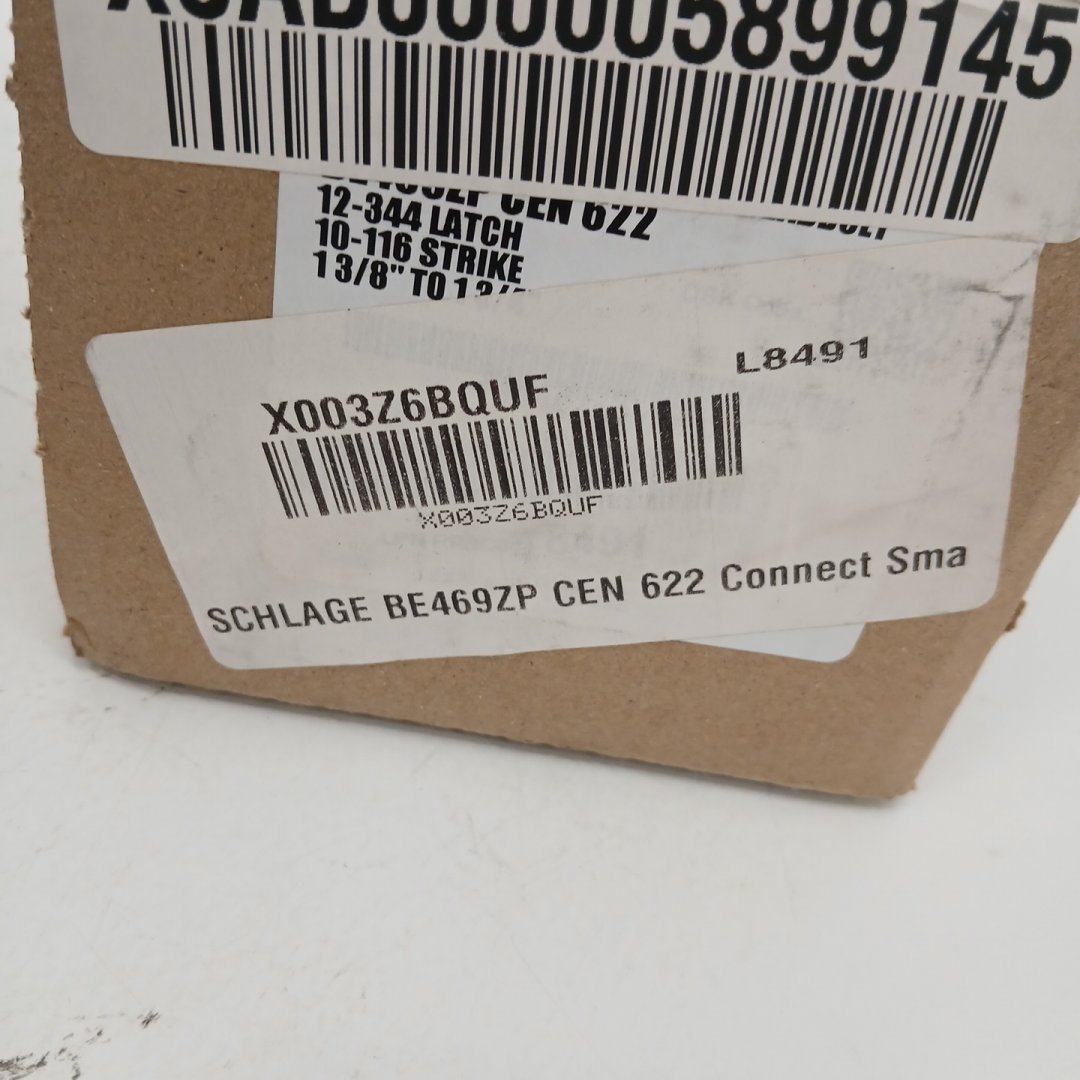 5899145
CEN 622
12-344 LATCH
10-116 STRIKE
1 3/8" TO 1 3/4"
L8491
X003Z6BQUF
X003Z6BQUF
SCHLAGE BE469ZP CEN 622 Connect Sma